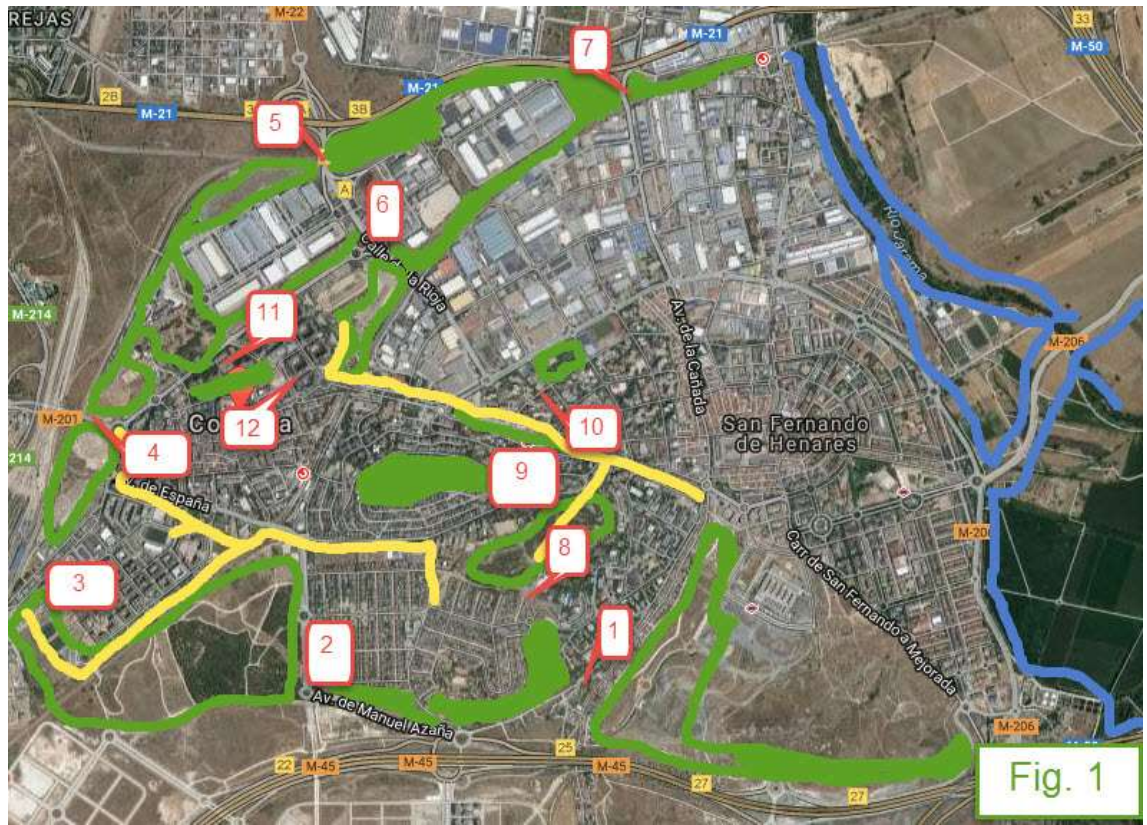 REJAS
M-22
M-21
33
M-50
7
2B
3B
M-21
M-21
5
A
6
Calle de la Rioja
Río Jarama
M-214
11
Av. de la Cañada
M-206
M-201
12
10
San Fernando
de Henares
4
214
9
Av. de España
8
3
Carr de San Fernando a Mejorada
1
2
Av. de Manuel Azaña
M-206
22
M-45
M-45
25
M-45
27
27
Fig. 1